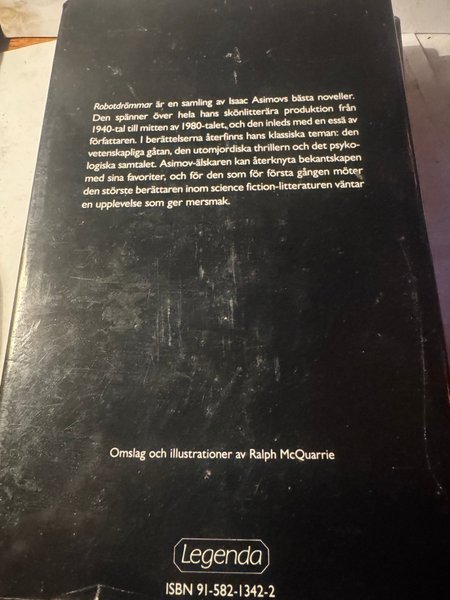 Robotdrömmar är en samling av Isaac Asimovs bästa noveller.
Den spänner över hela hans skönlitterära produktion från
1940-tal till mitten av 1980-talet, och den inleds med en essä av
författaren. I berättelserna återfinns hans klassiska teman: den
vetenskapliga gåtan, den utomjordiska thrillern och det psyko-
logiska samtalet. Asimov-älskaren kan återknyta bekantskapen
med sina favoriter, och för den som för första gången möter
den störste berättaren inom science fiction-litteraturen väntar
en upplevelse som ger mersmak.
Omslag och illustrationer av Ralph McQuarrie
Legenda
ISBN 91-582-1342-2